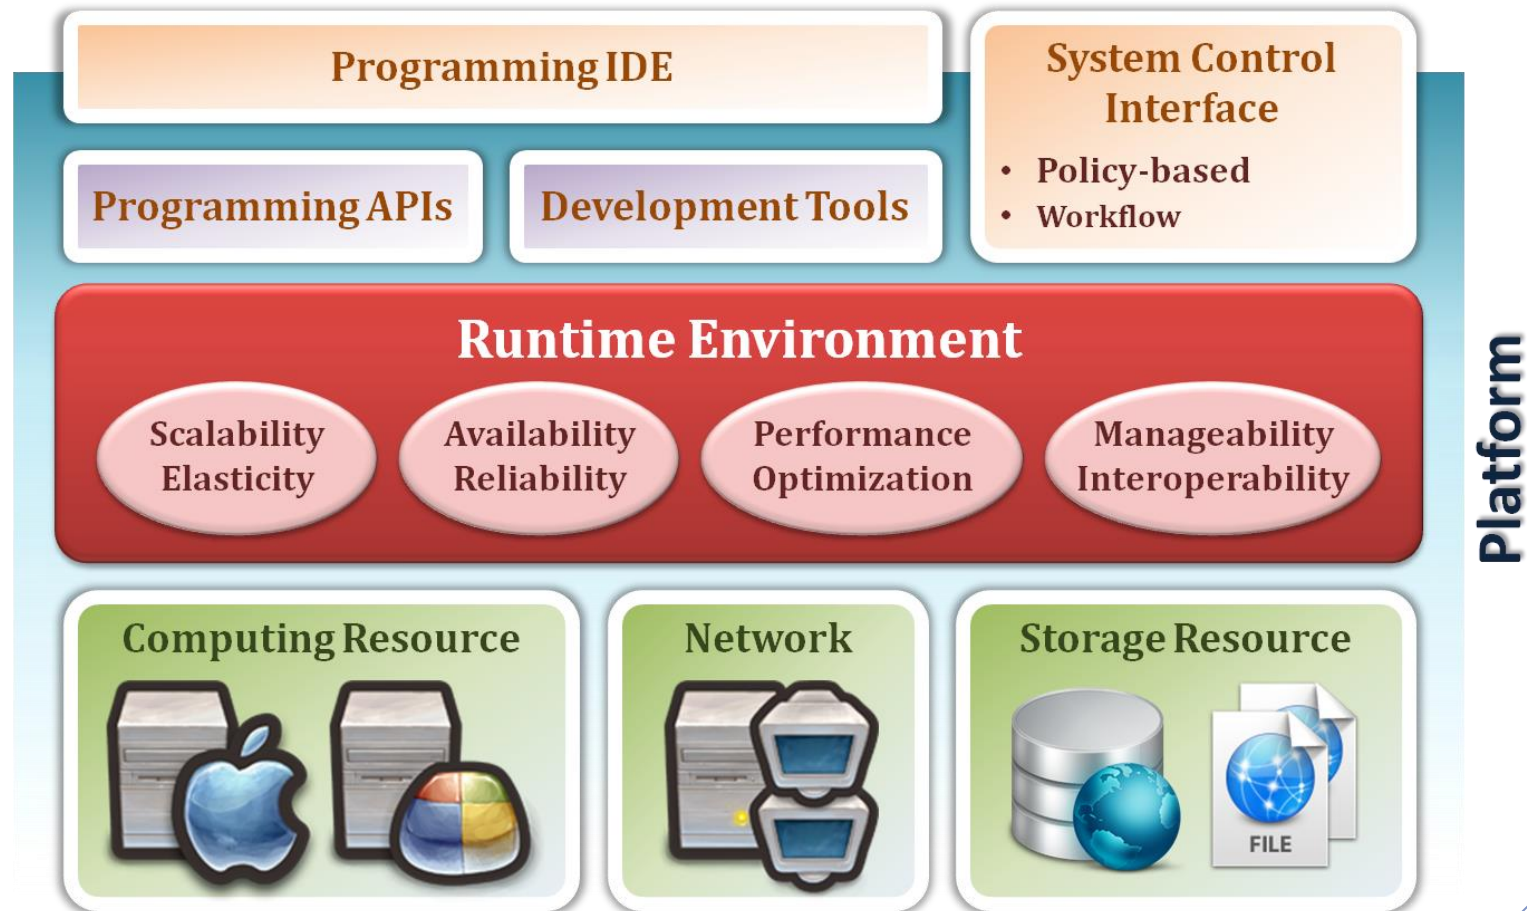 Programming IDE
System Control
Interface
• Policy-based
• Workflow
Programming APIs
Development Tools
Runtime Environment
Scalability
Elasticity
Availability
Reliability
Performance
Optimization
Manageability
Interoperability
Platform
Computing Resource
Network
Storage Resource
FILE